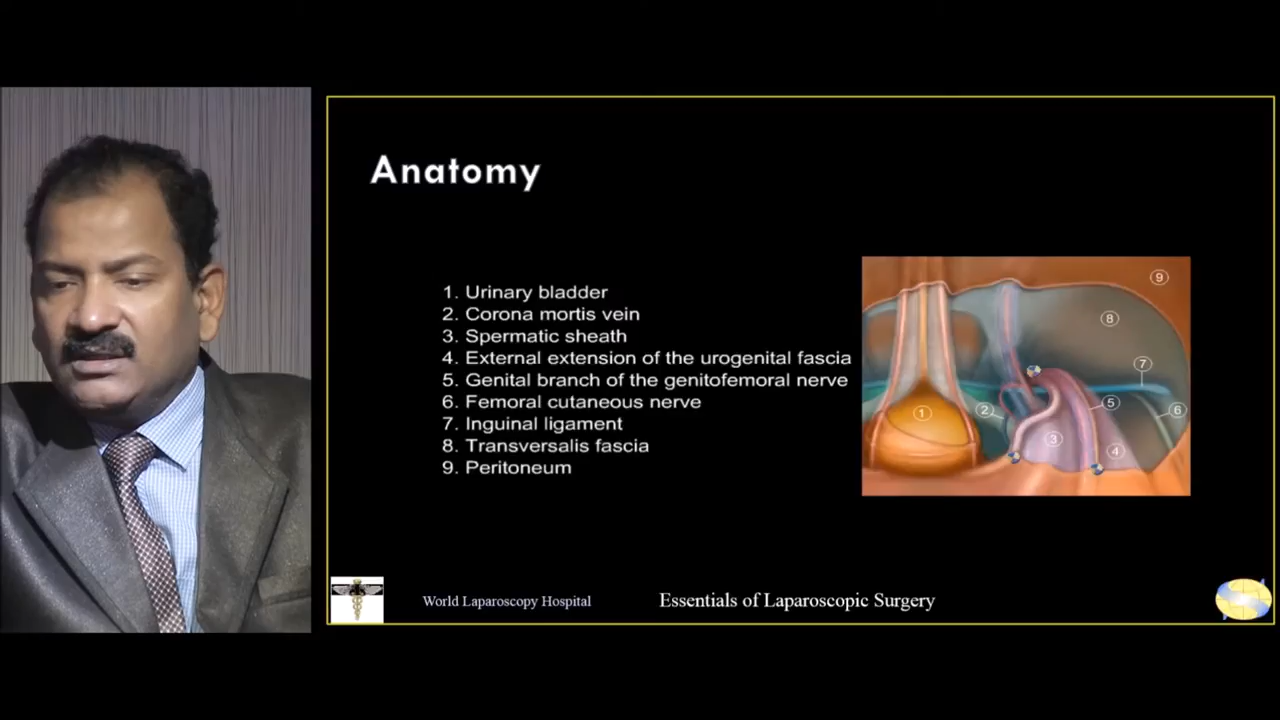 Anatomy
1. Urinary bladder
2. Corona mortis vein
3. Spermatic sheath
4. External extension of the urogenital fascia
5. Genital branch of the genitofemoral nerve
6. Femoral cutaneous nerve
7. Inguinal ligament
8. Transversalis fascia
9. Peritoneum
9
8
7
1
2
5
6
3
4
World Laparoscopy Hospital
Essentials of Laparoscopic Surgery